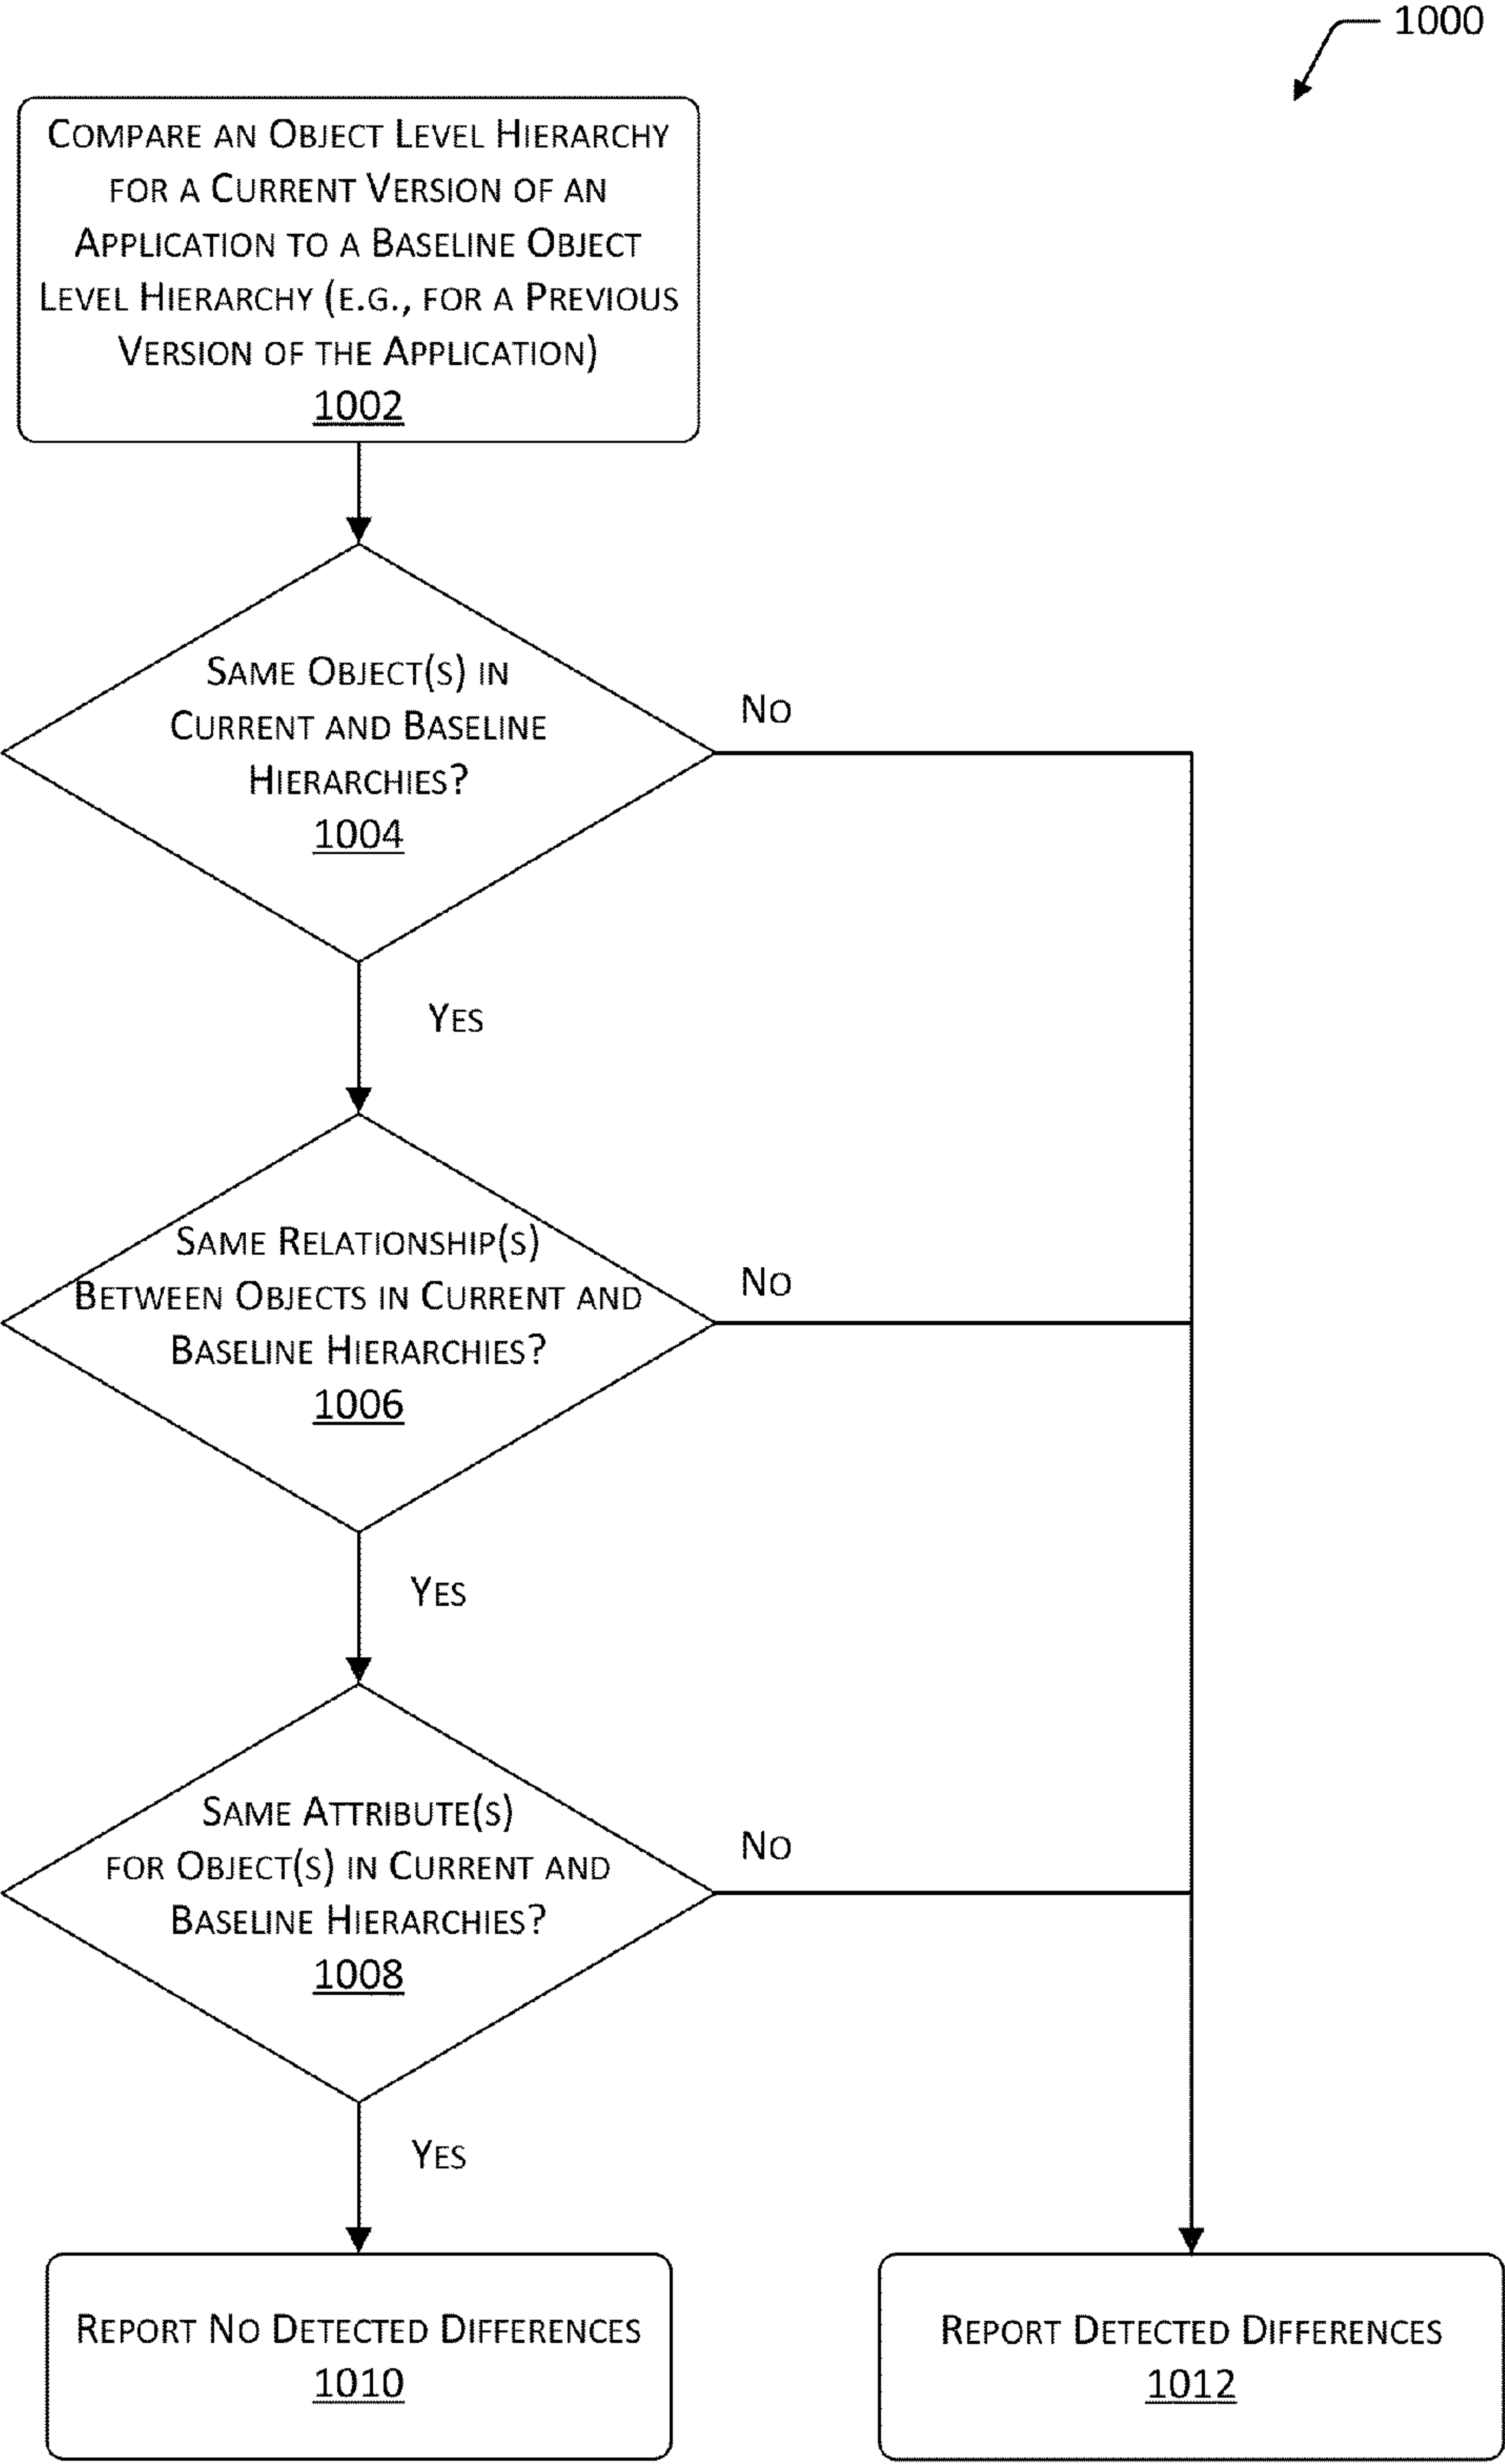 1000
COMPARE AN OBJECT LEVEL HIERARCHY
FOR A CURRENT VERSION OF AN
APPLICATION TO A BASELINE OBJECT
LEVEL HIERARCHY (E.G., FOR A PREVIOUS
VERSION OF THE APPLICATION)
1002
SAME OBJECT(S) IN
CURRENT AND BASELINE
HIERARCHIES?
1004
NO
YES
SAME RELATIONSHIP(S)
BETWEEN OBJECTS IN CURRENT AND
BASELINE HIERARCHIES?
1006
NO
YES
SAME ATTRIBUTE(S)
FOR OBJECT(S) IN CURRENT AND
BASELINE HIERARCHIES?
1008
NO
YES
REPORT NO DETECTED DIFFERENCES
1010
REPORT DETECTED DIFFERENCES
1012